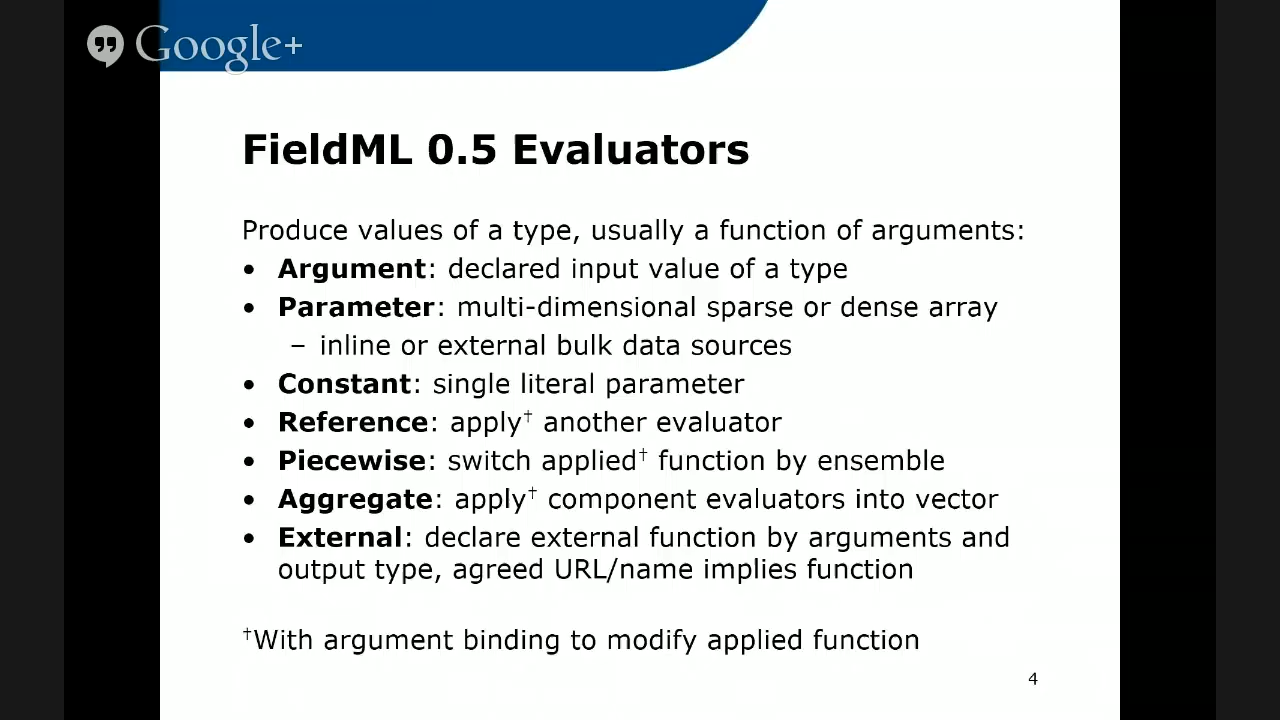 Google+
FieldML 0.5 Evaluators
Produce values of a type, usually a function of arguments:
• Argument: declared input value of a type
• Parameter: multi-dimensional sparse or dense array
– inline or external bulk data sources
• Constant: single literal parameter
• Reference: apply† another evaluator
• Piecewise: switch applied† function by ensemble
• Aggregate: apply† component evaluators into vector
• External: declare external function by arguments and
output type, agreed URL/name implies function
†With argument binding to modify applied function
4